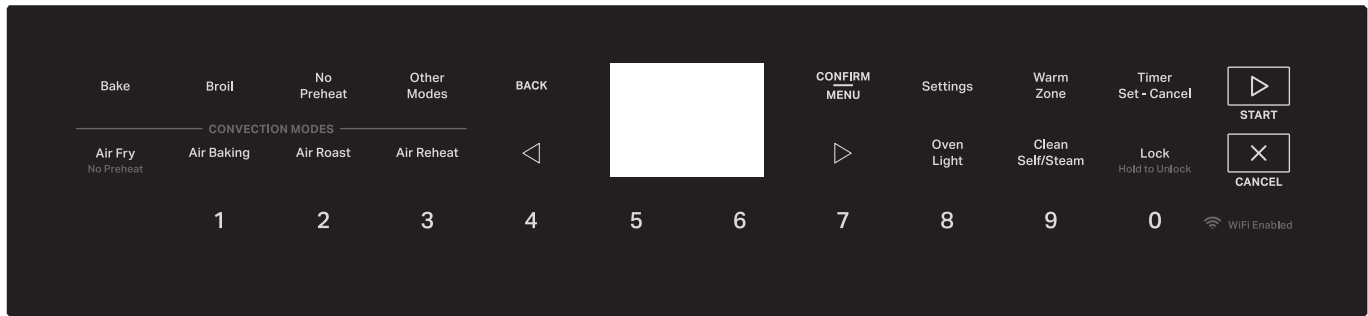 Bake
Broil
No
Preheat
Other
Modes
BACK
CONFIRM
MENU
Settings
Warm
Zone
Timer
Set - Cancel
START
CONVECTION MODES
Air Fry
No Preheat
Air Baking
Air Roast
Air Reheat
Oven
Light
Clean
Self/Steam
Lock
Hold to Unlock
CANCEL
1 2 3 4 5 6 7 8 9 0
WiFi Enabled